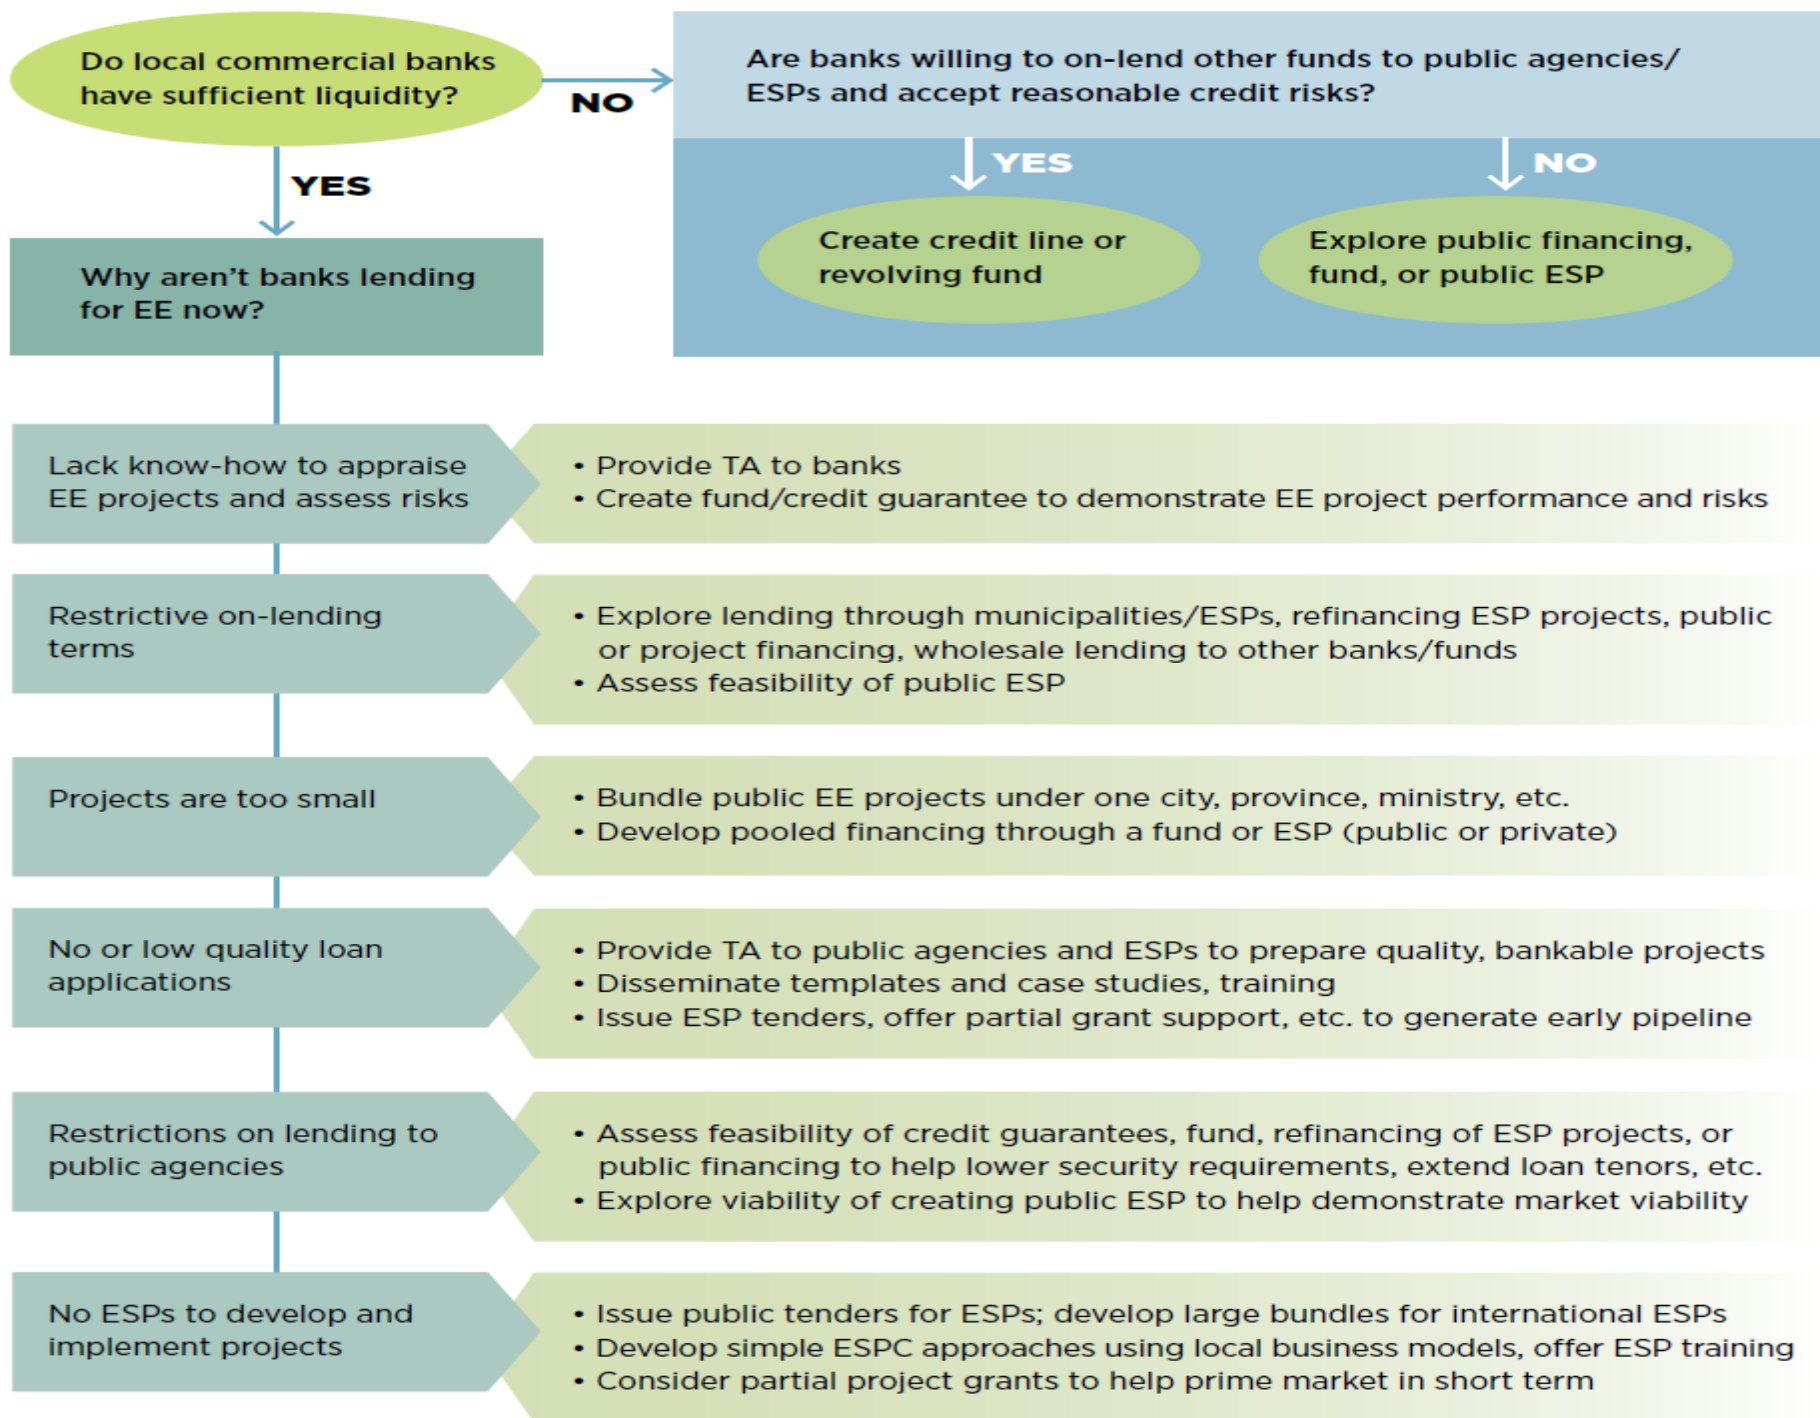 Do local commercial banks
have sufficient liquidity?
NO
Are banks willing to on-lend other funds to public agencies/
ESPs and accept reasonable credit risks?
YES
NO
Create credit line or
revolving fund
Explore public financing,
fund, or public ESP
YES
Why aren’t banks lending
for EE now?
Lack know-how to appraise
EE projects and assess risks
• Provide TA to banks
• Create fund/credit guarantee to demonstrate EE project performance and risks
Restrictive on-lending
terms
• Explore lending through municipalities/ESPs, refinancing ESP projects, public
or project financing, wholesale lending to other banks/funds
• Assess feasibility of public ESP
Projects are too small
• Bundle public EE projects under one city, province, ministry, etc.
• Develop pooled financing through a fund or ESP (public or private)
No or low quality loan
applications
• Provide TA to public agencies and ESPs to prepare quality, bankable projects
• Disseminate templates and case studies, training
• Issue ESP tenders, offer partial grant support, etc. to generate early pipeline
Restrictions on lending to
public agencies
• Assess feasibility of credit guarantees, fund, refinancing of ESP projects, or
public financing to help lower security requirements, extend loan tenors, etc.
• Explore viability of creating public ESP to help demonstrate market viability
No ESPs to develop and
implement projects
• Issue public tenders for ESPs; develop large bundles for international ESPs
• Develop simple ESPC approaches using local business models, offer ESP training
• Consider partial project grants to help prime market in short term